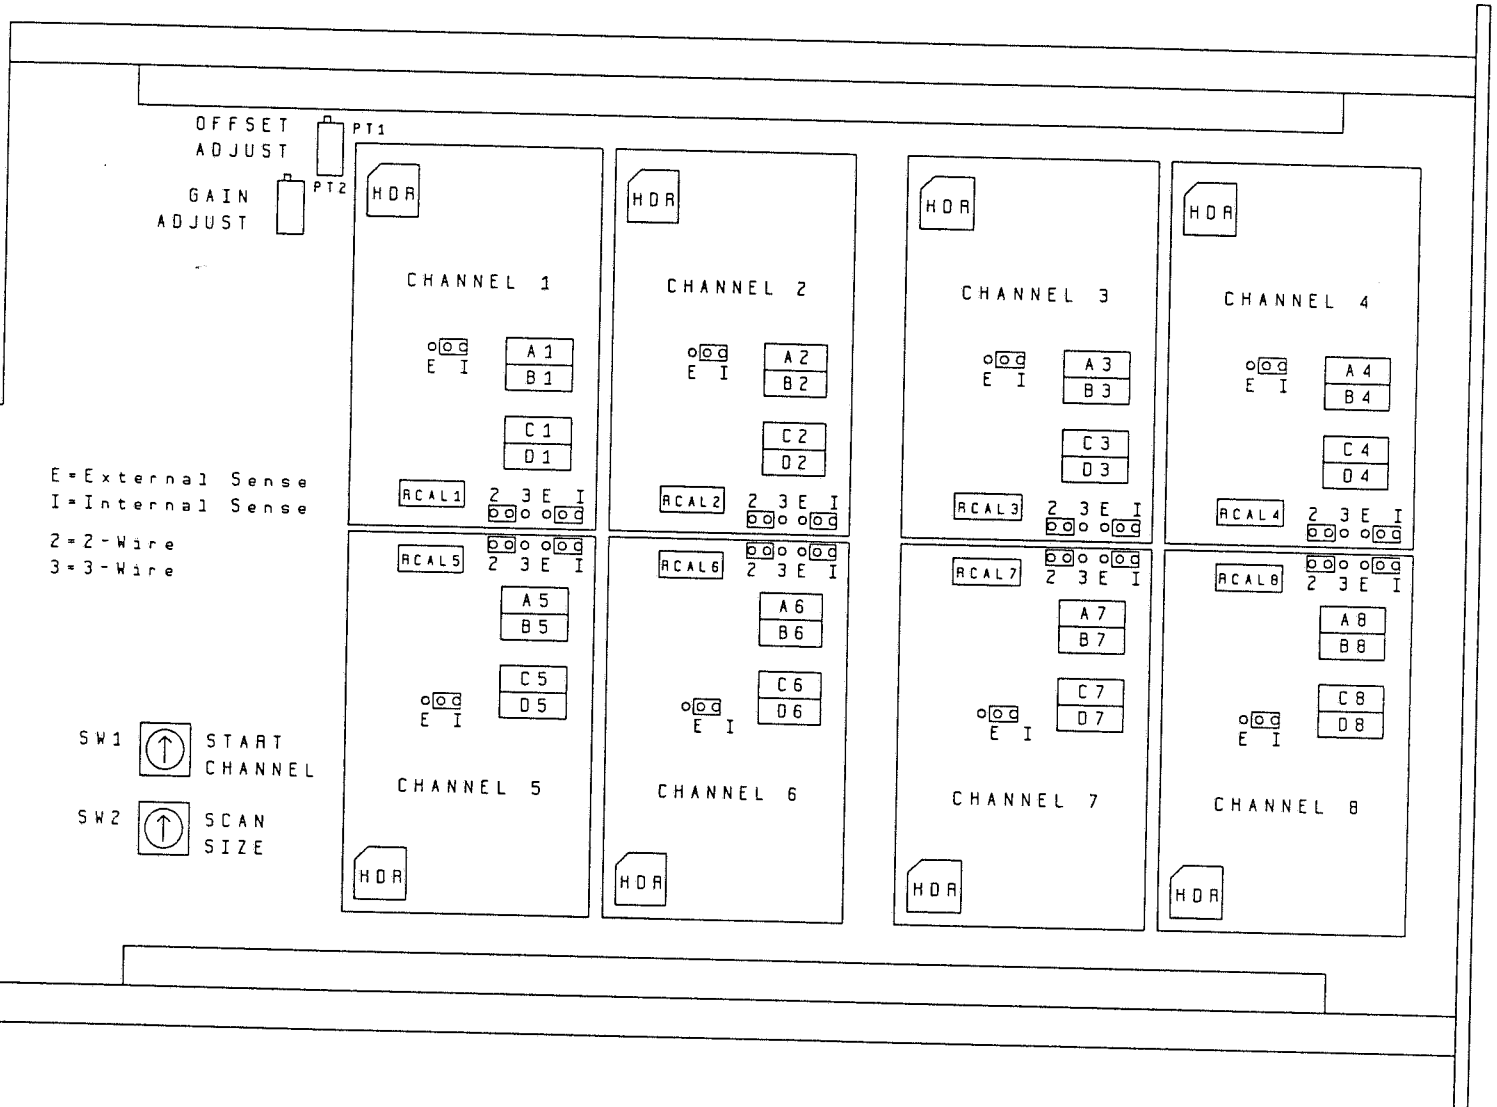 OFFSET
ADJUST
PT1
GAIN
ADJUST
PT2
HDR
HDR
HDR
HDR
CHANNEL 1
CHANNEL 2
CHANNEL 3
CHANNEL 4
E I
A1
B1
C1
D1
E I
A2
B2
C2
D2
E I
A3
B3
C3
D3
E I
A4
B4
C4
D4
RCAL1
2 3 E I
RCAL2
2 3 E I
RCAL3
2 3 E I
RCAL4
2 3 E I
E=External Sense
I=Internal Sense
2=2-Wire
3=3-Wire
RCAL5
2 3 E I
RCAL6
2 3 E I
RCAL7
2 3 E I
RCAL8
2 3 E I
A5
B5
C5
D5
E I
A6
B6
C6
D6
E I
A7
B7
C7
D7
E I
A8
B8
C8
D8
E I
SW1
START
CHANNEL
SW2
SCAN
SIZE
CHANNEL 5
CHANNEL 6
CHANNEL 7
CHANNEL 8
HDR
HDR
HDR
HDR